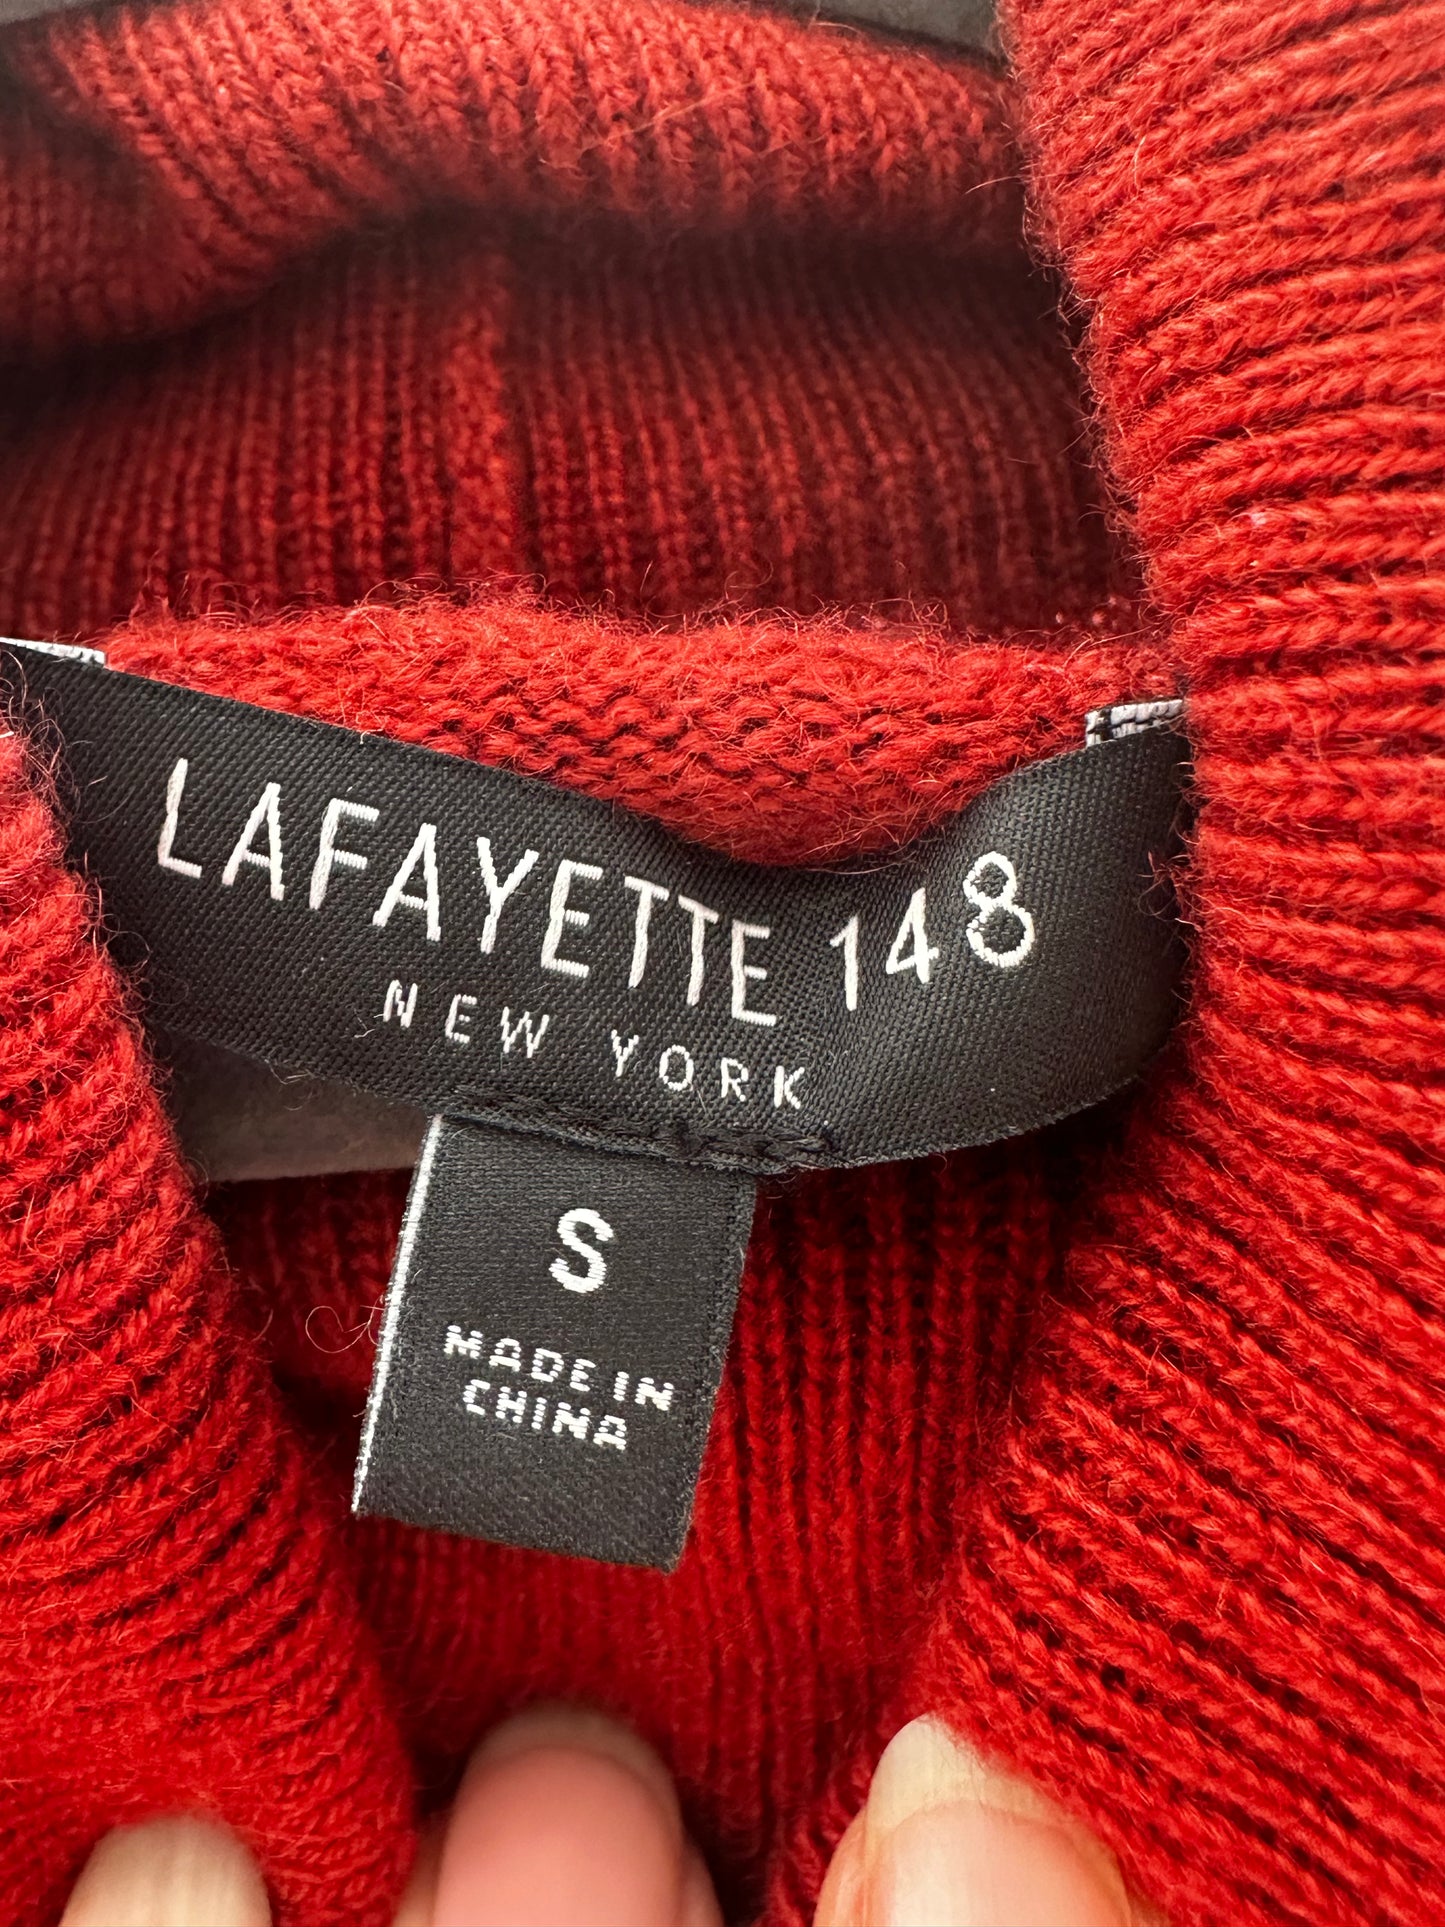 LAFAYETTE 148
NEW YORK
S
MADE IN
CHINA